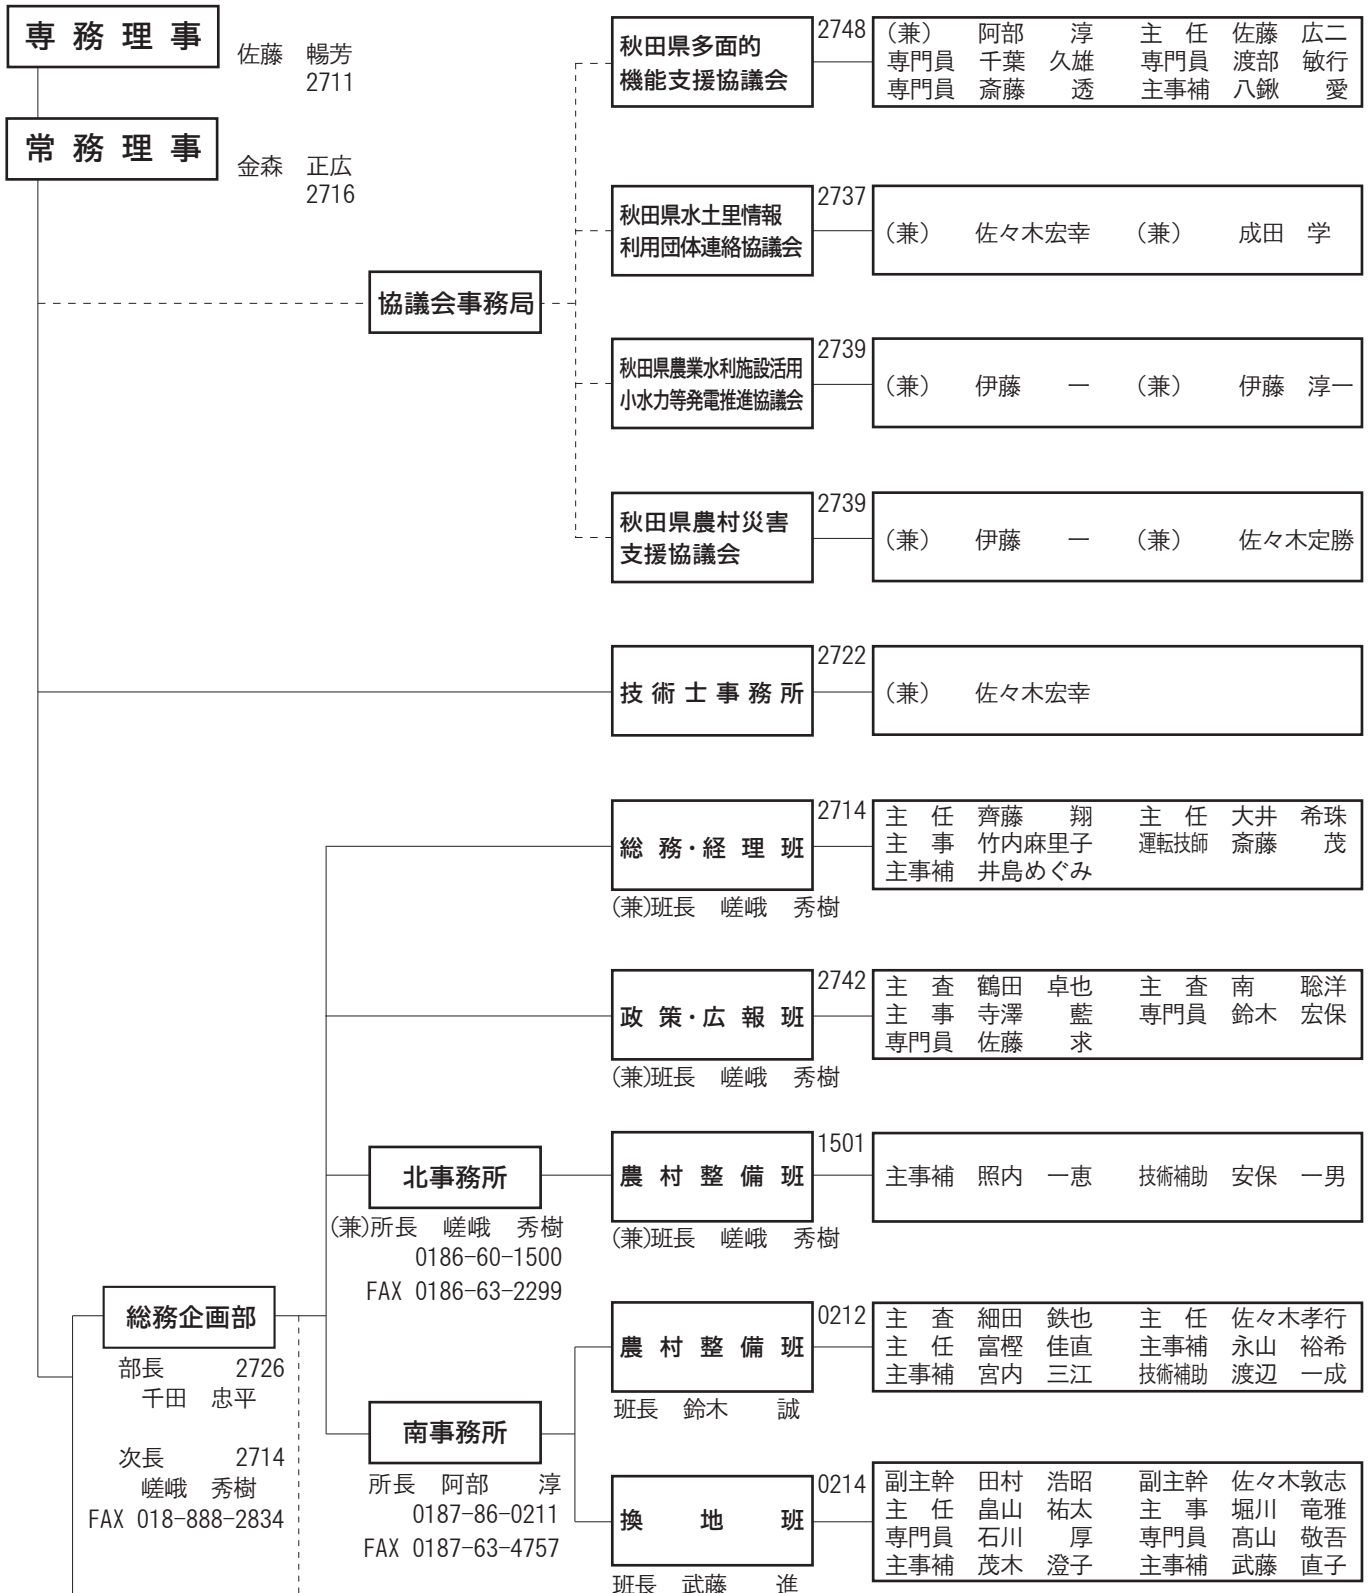 専務理事
佐藤　暢芳
2711
常務理事
金森　正広
2716
協議会事務局
秋田県多面的
機能支援協議会
2748
（兼）　阿部　淳　主　任　佐藤　広二
専門員　千葉　久雄　専門員　渡部　敏行
専門員　斎藤　透　主事補　八鍬　愛
秋田県水土里情報
利用団体連絡協議会
2737
（兼）　佐々木宏幸　（兼）　成田　学
秋田県農業水利施設活用
小水力等発電推進協議会
2739
（兼）　伊藤　一　（兼）　伊藤　淳一
秋田県農村災害
支援協議会
2739
（兼）　伊藤　一　（兼）　佐々木定勝
技術士事務所
2722
（兼）　佐々木宏幸
総務・経理班
2714
主　任　齊藤　翔　主　任　大井　希珠
主　事　竹内麻里子　運転技師　斎藤　茂
主事補　井島めぐみ
（兼）班長　嵯峨　秀樹
政策・広報班
2742
主　査　鶴田　卓也　主　査　南　聡洋
主　事　寺澤　藍　専門員　鈴木　宏保
専門員　佐藤　求
（兼）班長　嵯峨　秀樹
北事務所
（兼）所長　嵯峨　秀樹
0186-60-1500
FAX 0186-63-2299
農村整備班
1501
主事補　照内　一恵　技術補助　安保　一男
（兼）班長　嵯峨　秀樹
総務企画部
部長　2726
千田　忠平
次長　2714
嵯峨　秀樹
FAX 018-888-2834
南事務所
所長　阿部　淳
0187-86-0211
FAX 0187-63-4757
農村整備班
0212
主　査　細田　鉄也　主　任　佐々木孝行
主　任　富樫　佳直　主事補　永山　裕希
主事補　宮内　三江　技術補助　渡辺　一成
班長　鈴木　誠
換地班
0214
副主幹　田村　浩昭　副主幹　佐々木敦志
主　任　畠山　祐太　主　事　堀川　竜雅
専門員　石川　厚　専門員　髙山　敬吾
主事補　茂木　澄子　主事補　武藤　直子
班長　武藤　進